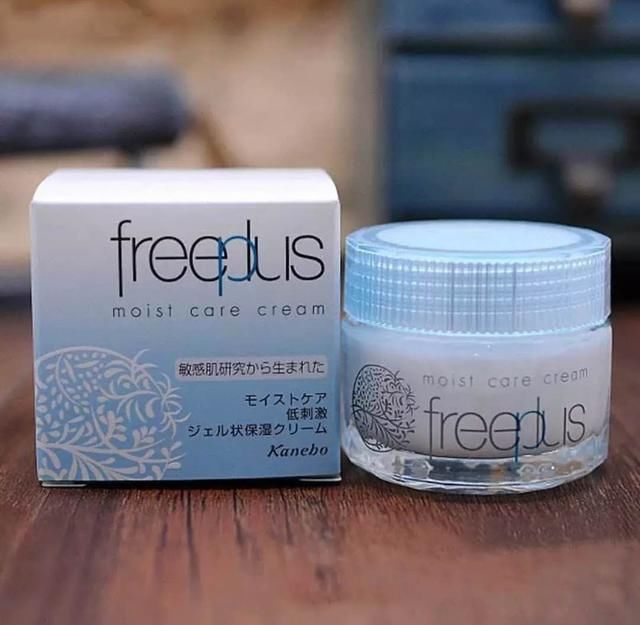 freeplus
moist care cream
敏感肌研究から生まれた
モイストケア
低刺激
ジェル状保湿クリーム
Kanebo
moist care cream
freeplus